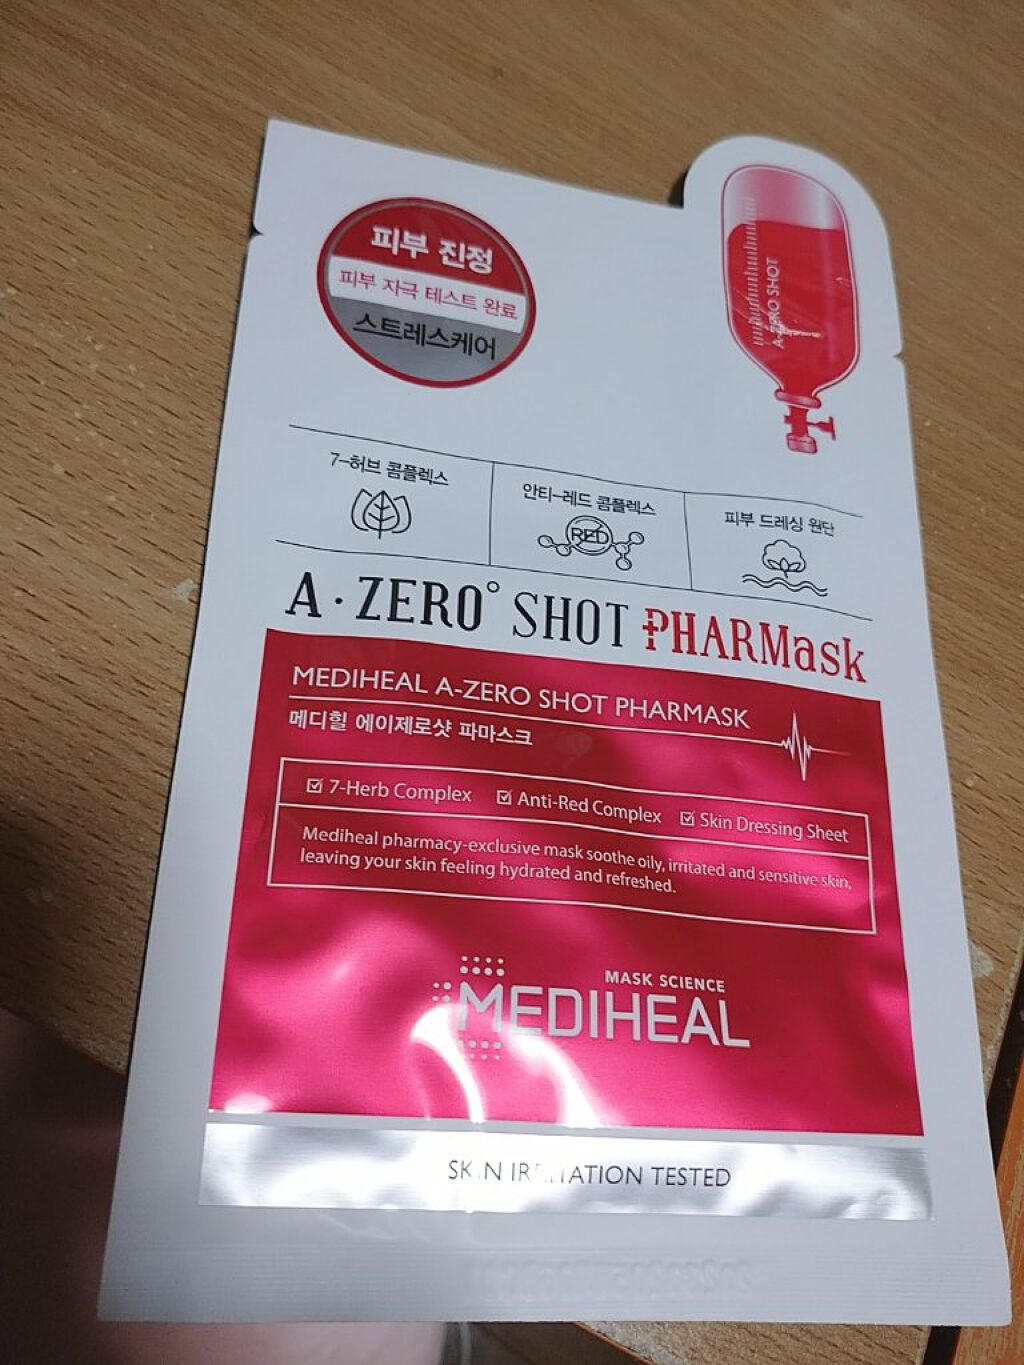 피부 진정
피부 자극 테스트 완료
스트레스케어
A-ZERO SHOT
7-허브 콤플렉스
안티-레드 콤플렉스
피부 드레싱 원단
RED
A·ZERO° SHOT PHARMask
MEDIHEAL A-ZERO SHOT PHARMASK
메디힐 에이제로샷 파마스크
7-Herb Complex
Anti-Red Complex
Skin Dressing Sheet
Mediheal pharmacy-exclusive mask soothe oily, irritated and sensitive skin,
leaving your skin feeling hydrated and refreshed.
MASK SCIENCE
MEDIHEAL
SKIN IRRITATION TESTED